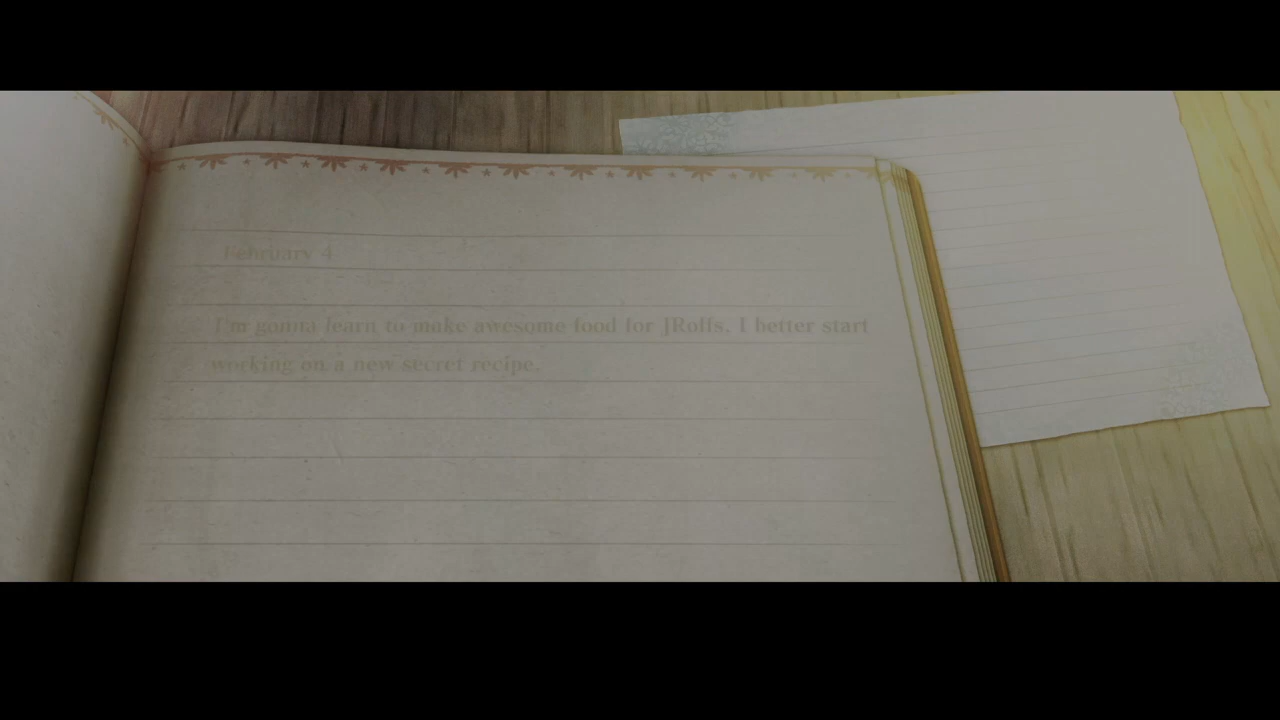 February 4
I'm gonna learn to make awesome food for JRolfs. I better start
working on a new secret recipe.